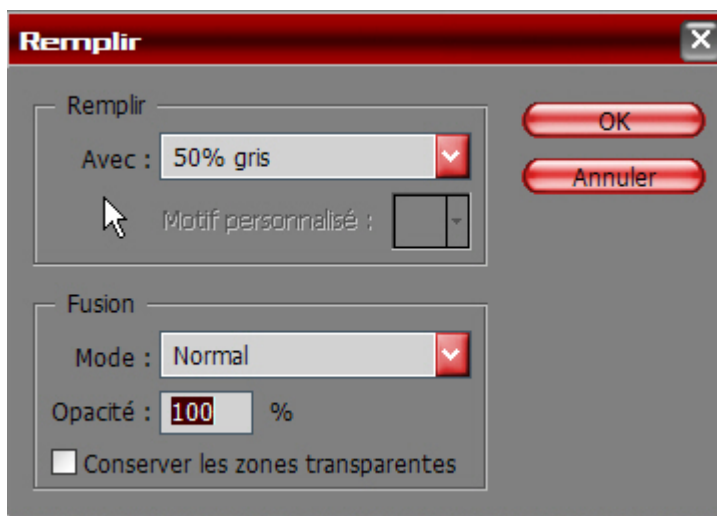 Remplir
Remplir
Avec : 50% gris
Motif personnalisé :
OK
Annuler
Fusion
Mode : Normal
Opacité : 100 %
Conserver les zones transparentes